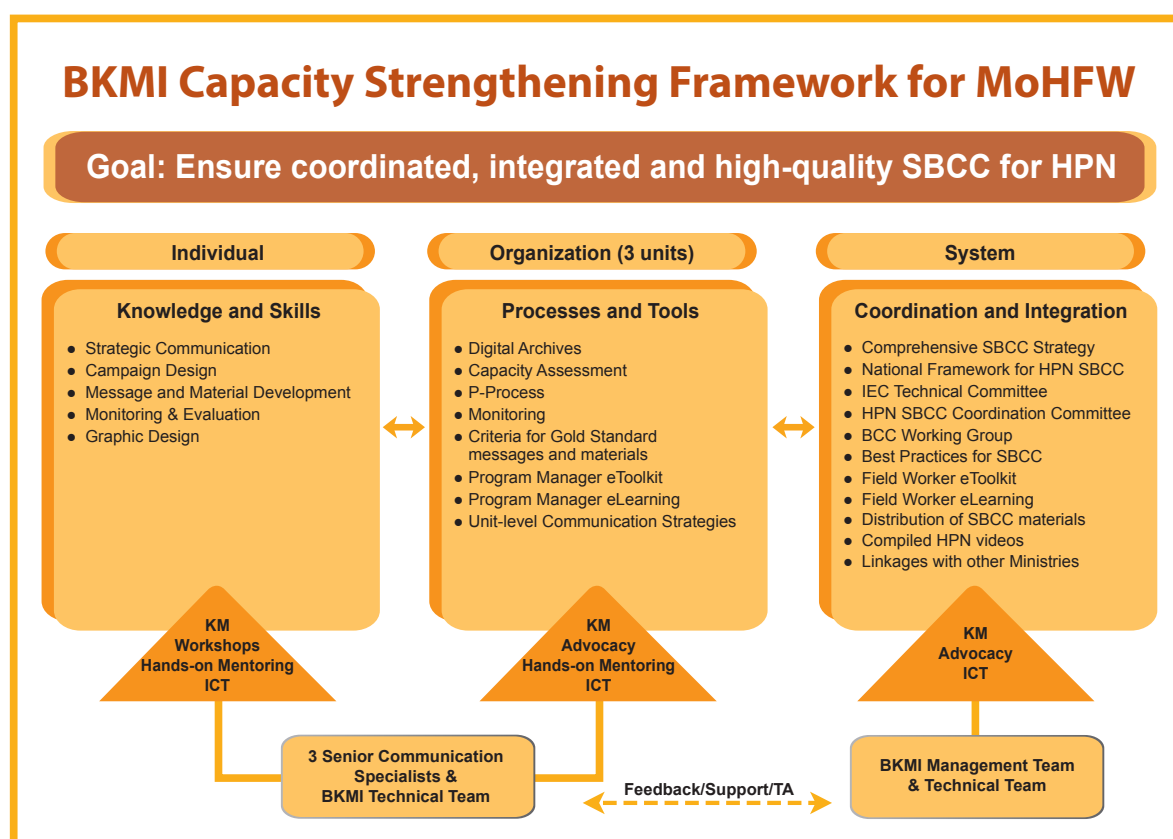 BKMI Capacity Strengthening Framework for MoHFW
Goal: Ensure coordinated, integrated and high-quality SBCC for HPN
Individual
Knowledge and Skills
● Strategic Communication
● Campaign Design
● Message and Material Development
● Monitoring & Evaluation
● Graphic Design
KM
Workshops
Hands-on Mentoring
ICT
Organization (3 units)
Processes and Tools
● Digital Archives
● Capacity Assessment
● P-Process
● Monitoring
● Criteria for Gold Standard
messages and materials
● Program Manager eToolkit
● Program Manager eLearning
● Unit-level Communication Strategies
KM
Advocacy
Hands-on Mentoring
ICT
System
Coordination and Integration
● Comprehensive SBCC Strategy
● National Framework for HPN SBCC
● IEC Technical Committee
● HPN SBCC Coordination Committee
● BCC Working Group
● Best Practices for SBCC
● Field Worker eToolkit
● Field Worker eLearning
● Distribution of SBCC materials
● Compiled HPN videos
● Linkages with other Ministries
KM
Advocacy
ICT
3 Senior Communication
Specialists &
BKMI Technical Team
Feedback/Support/TA
BKMI Management Team
& Technical Team